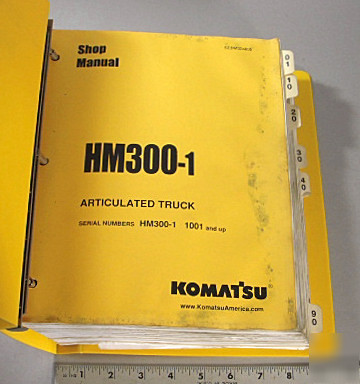 Shop
Manual
HM300-1
ARTICULATED TRUCK
SERIAL NUMBERS HM300-1 1001 and up
KOMATSU
www.KomatsuAmerica.com
01
10
20
30
40
90
1 2 3 4 5 6 7 8